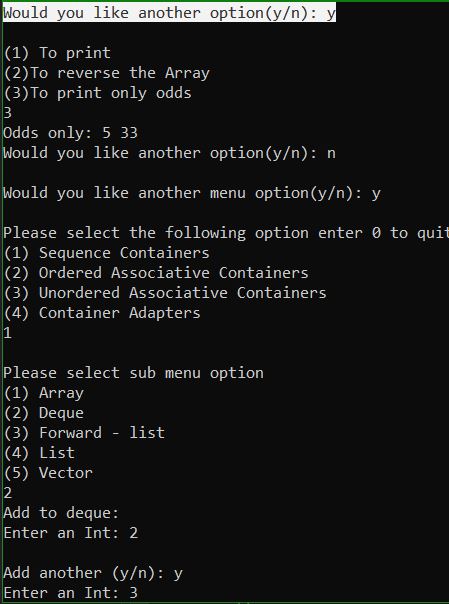 Would you like another option(y/n): y
(1) To print
(2)To reverse the Array
(3)To print only odds
3
Odds only: 5 33
Would you like another option(y/n): n
Would you like another menu option(y/n): y
Please select the following option enter 0 to quit
(1) Sequence Containers
(2) Ordered Associative Containers
(3) Unordered Associative Containers
(4) Container Adapters
1
Please select sub menu option
(1) Array
(2) Deque
(3) Forward - list
(4) List
(5) Vector
2
Add to deque:
Enter an Int: 2
Add another (y/n): y
Enter an Int: 3